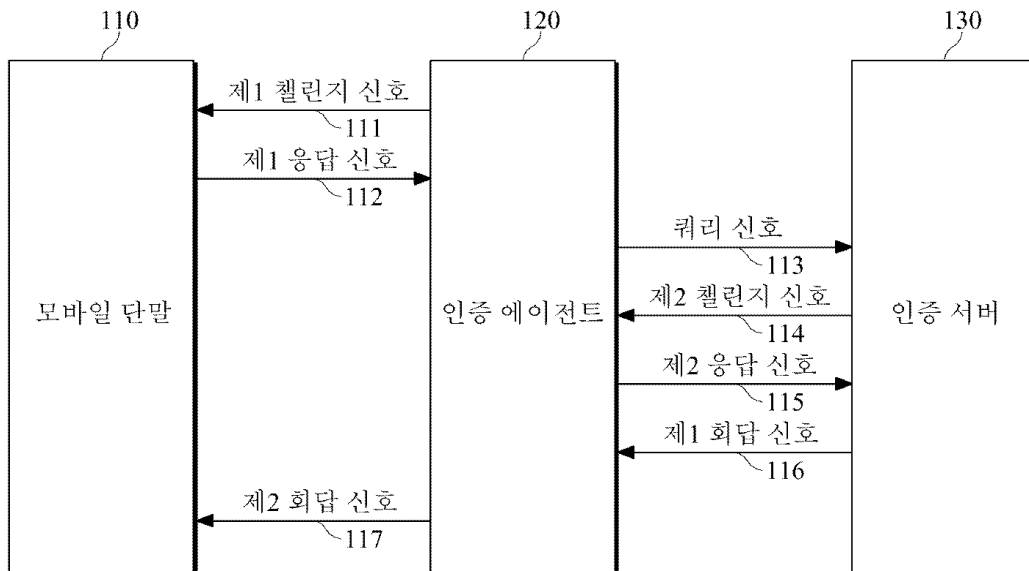 110
120
130
제1 챌린지 신호
111
제1 응답 신호
112
쿼리 신호
113
모바일 단말
인증 에이전트
제2 챌린지 신호
114
인증 서버
제2 응답 신호
115
제1 회답 신호
116
제2 회답 신호
117